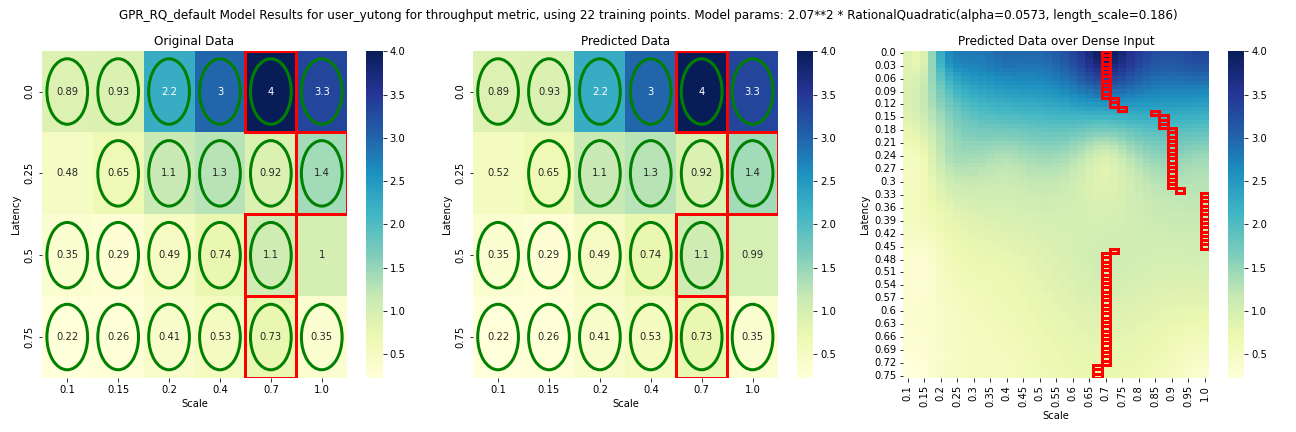 GPR_RQ_default Model Results for user_yutong for throughput metric, using 22 training points. Model params: 2.07**2 * RationalQuadratic(alpha=0.0573, length_scale=0.186)
Original Data
Latency
0.0 0.89 0.93 2.2 3 4 3.3
0.25 0.48 0.65 1.1 1.3 0.92 1.4
0.5 0.35 0.29 0.49 0.74 1.1 1
0.75 0.22 0.26 0.41 0.53 0.73 0.35
0.1 0.15 0.2 0.4 0.7 1.0
Scale
4.0
3.5
3.0
2.5
2.0
1.5
1.0
0.5
Predicted Data
Latency
0.0 0.89 0.93 2.2 3 4 3.3
0.25 0.52 0.65 1.1 1.3 0.92 1.4
0.5 0.35 0.29 0.49 0.74 1.1 0.99
0.75 0.22 0.26 0.41 0.53 0.73 0.35
0.1 0.15 0.2 0.4 0.7 1.0
Scale
4.0
3.5
3.0
2.5
2.0
1.5
1.0
0.5
Predicted Data over Dense Input
Latency
0.0
0.03
0.06
0.09
0.12
0.15
0.18
0.21
0.24
0.27
0.3
0.33
0.36
0.39
0.42
0.45
0.48
0.51
0.54
0.57
0.6
0.63
0.66
0.69
0.72
0.75
0.1 0.15 0.2 0.25 0.3 0.35 0.4 0.45 0.5 0.55 0.6 0.65 0.7 0.75 0.8 0.85 0.9 0.95 1.0
Scale
4.0
3.5
3.0
2.5
2.0
1.5
1.0
0.5